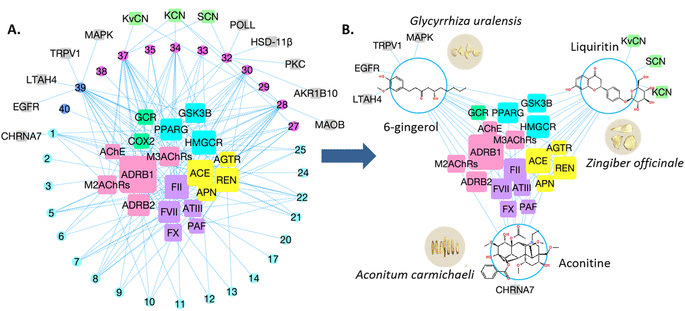 A.
KvCN
KCN
SCN
POLL
MAPK
HSD-11β
TRPV1
PKC
LTAH4
AKR1B10
EGFR
MAOB
CHRNA7
37
35
34
33
32
30
29
28
27
38
39
40
1
2
3
5
6
7
8
9
10
11
12
13
14
17
20
21
22
24
25
GCR
GSK3B
PPARG
COX2
HMGCR
AChE
M3AChRs
AGTR
ADRB1
ACE
M2AChRs
FII
REN
APN
ADRB2
FVII
ATIII
FX
PAF
B.
Glycyrrhiza uralensis
MAPK
TRPV1
EGFR
LTAH4
6-gingerol
Liquiritin
KvCN
SCN
KCN
Zingiber officinale
GSK3B
GCR
PPARG
AChE
HMGCR
M3AChRs
AGTR
ADRB1
ACE
M2AChRs
FII
REN
ADRB2
APN
FVII
ATIII
FX
PAF
Aconitum carmichaeli
Aconitine
CHRNA7